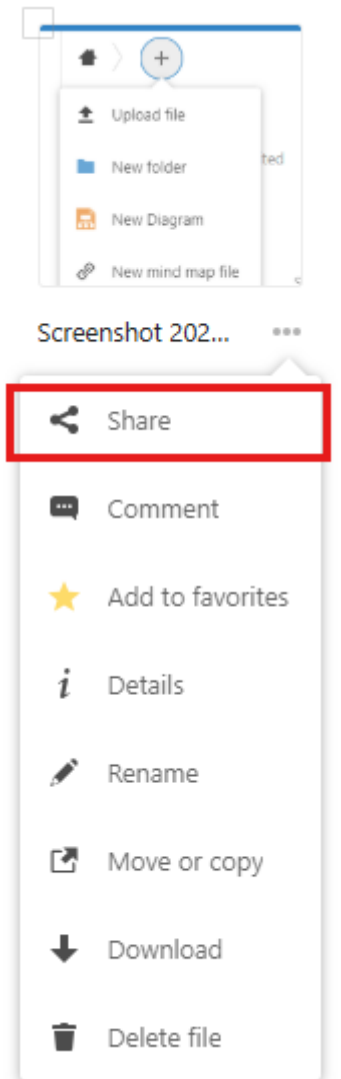 Upload file
New folder
ted
New Diagram
New mind map file
Screenshot 202...
Share
Comment
Add to favorites
Details
Rename
Move or copy
Download
Delete file